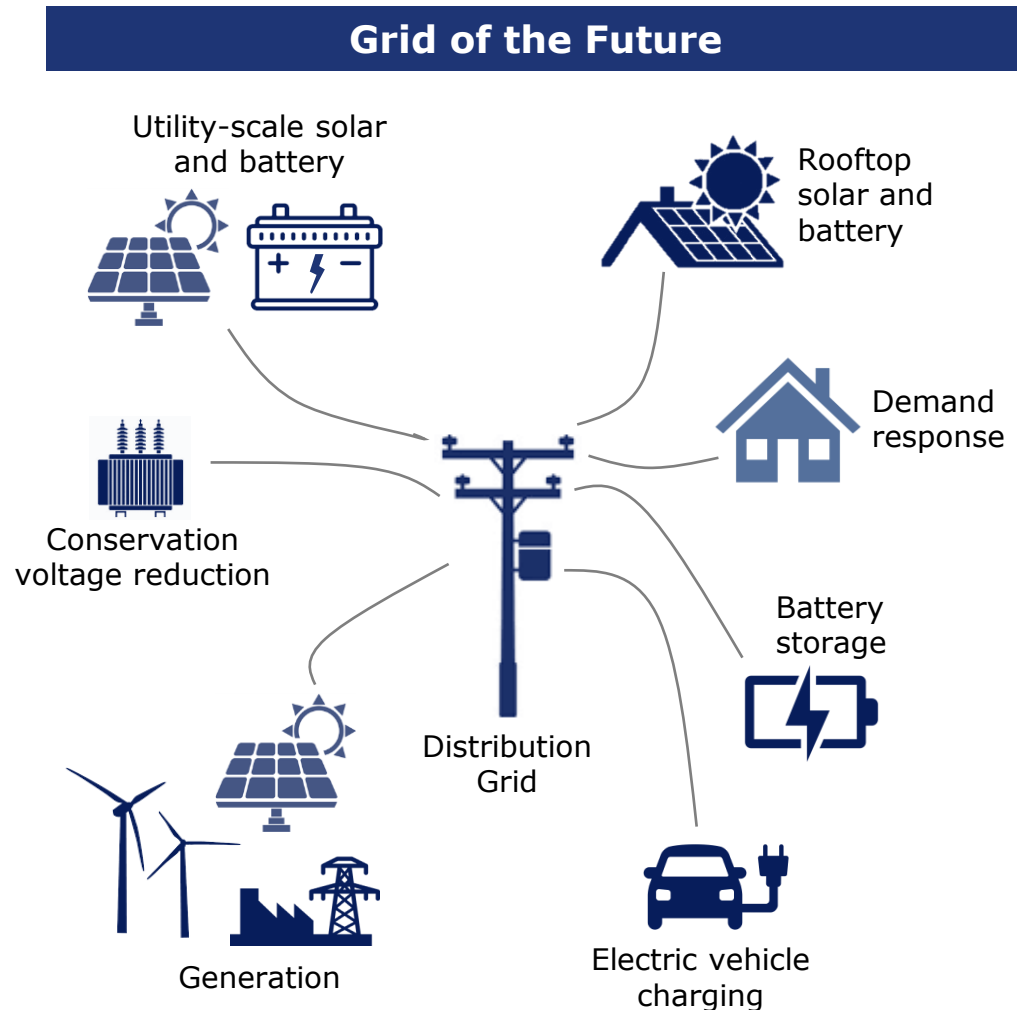 Grid of the Future
Utility-scale solar
and battery
Rooftop
solar and
battery
Demand
response
Conservation
voltage reduction
Battery
storage
Distribution
Grid
Generation
Electric vehicle
charging